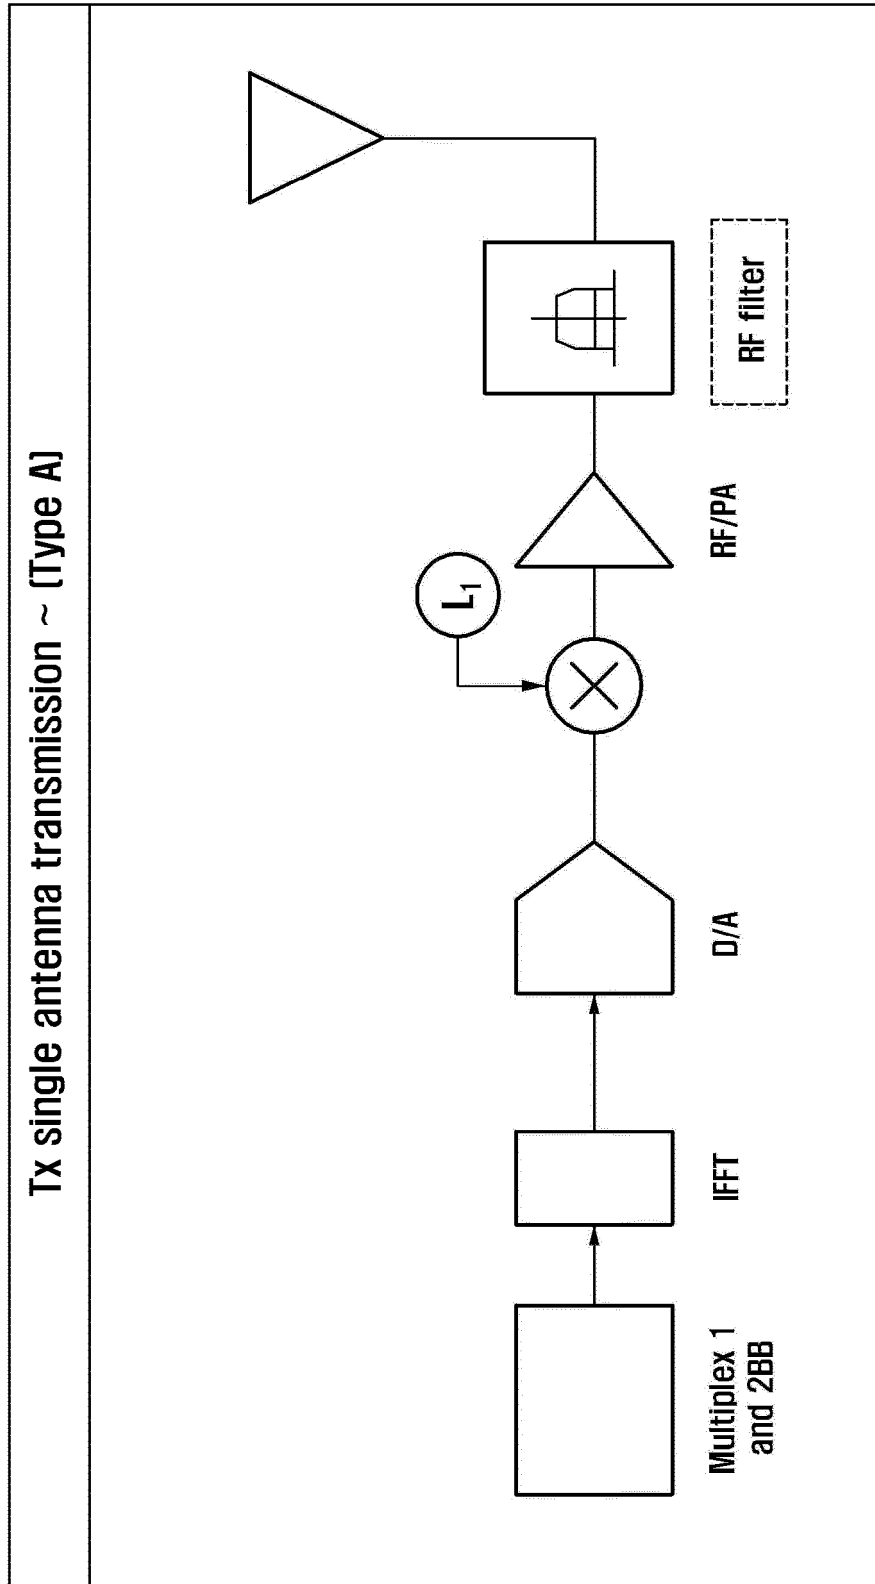 Tx single antenna transmission ~ (Type A)
L1
Multiplex 1
and 2BB
IFFT
D/A
RF/PA
RF filter